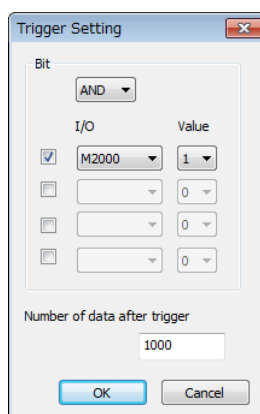 Trigger Setting
Bit
AND
I/O Value
M2000 1
0
0
0
Number of data after trigger
1000
OK Cancel